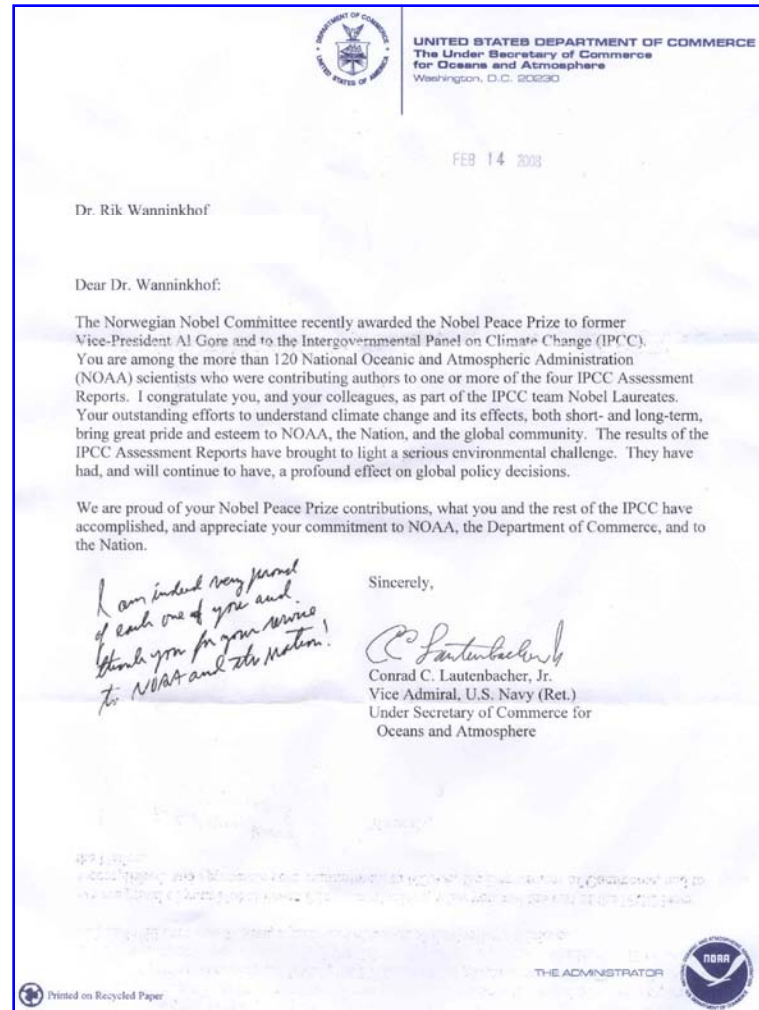 DEPARTMENT OF COMMERCE
UNITED STATES OF AMERICA
UNITED STATES DEPARTMENT OF COMMERCE
The Under Secretary of Commerce
for Oceans and Atmosphere
Washington, D.C. 20230
FEB 14 2008
Dr. Rik Wanninkhof
Dear Dr. Wanninkhof:
The Norwegian Nobel Committee recently awarded the Nobel Peace Prize to former
Vice-President Al Gore and to the Intergovernmental Panel on Climate Change (IPCC).
You are among the more than 120 National Oceanic and Atmospheric Administration
(NOAA) scientists who were contributing authors to one or more of the four IPCC Assessment
Reports.  I congratulate you, and your colleagues, as part of the IPCC team Nobel Laureates.
Your outstanding efforts to understand climate change and its effects, both short- and long-term,
bring great pride and esteem to NOAA, the Nation, and the global community.  The results of the
IPCC Assessment Reports have brought to light a serious environmental challenge.  They have
had, and will continue to have, a profound effect on global policy decisions.
We are proud of your Nobel Peace Prize contributions, what you and the rest of the IPCC have
accomplished, and appreciate your commitment to NOAA, the Department of Commerce, and to
the Nation.
I am indeed very proud
of each one of you and
thank you for your service
to NOAA and the Nation!
Sincerely,
CC Lautenbacher Jr
Conrad C. Lautenbacher, Jr.
Vice Admiral, U.S. Navy (Ret.)
Under Secretary of Commerce for
Oceans and Atmosphere
THE ADMINISTRATOR
NOAA
Printed on Recycled Paper